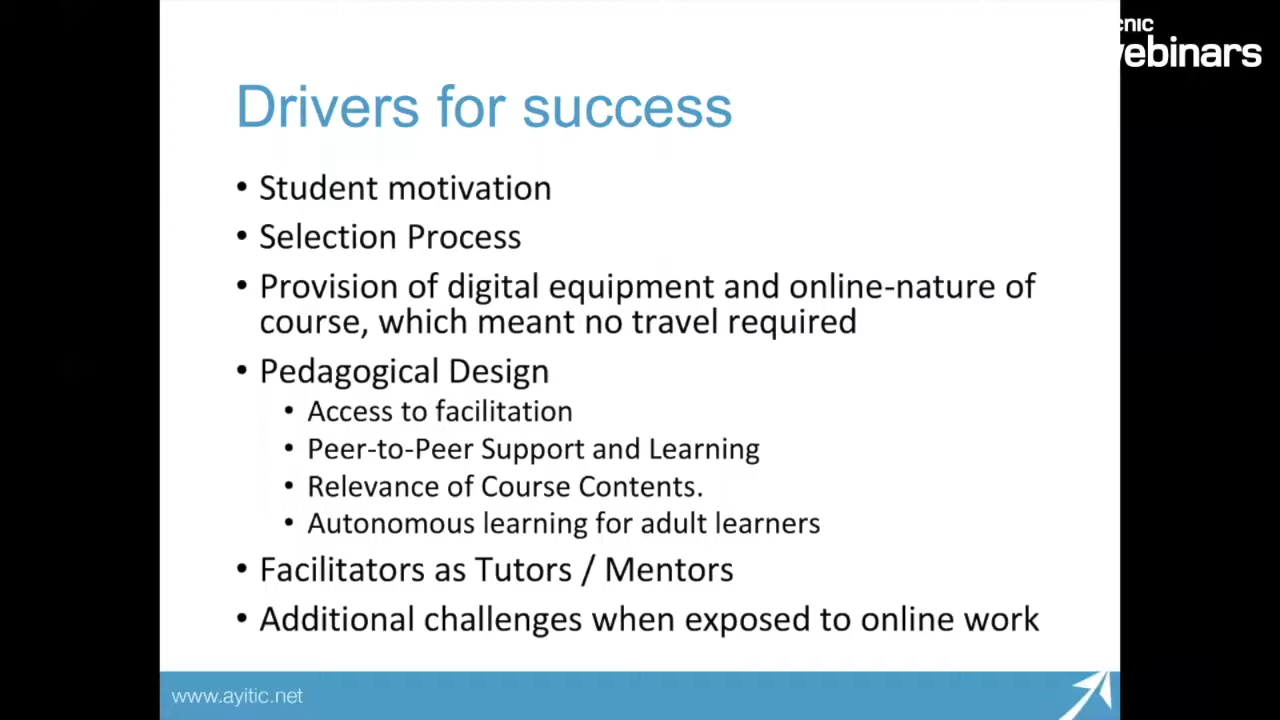 cnic
webinars
Drivers for success
• Student motivation
• Selection Process
• Provision of digital equipment and online-nature of
course, which meant no travel required
• Pedagogical Design
• Access to facilitation
• Peer-to-Peer Support and Learning
• Relevance of Course Contents.
• Autonomous learning for adult learners
• Facilitators as Tutors / Mentors
• Additional challenges when exposed to online work
www.ayitic.net